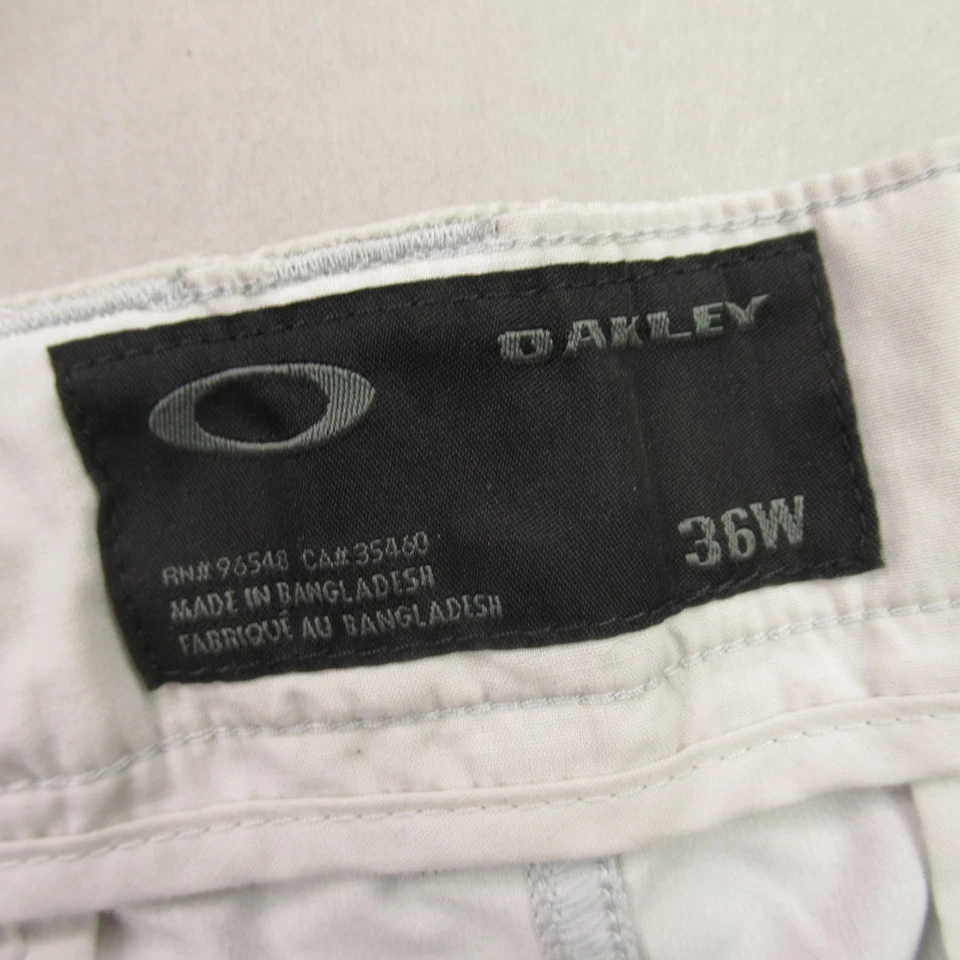 OAKLEY
36W
RN# 96548 CA# 35460
MADE IN BANGLADESH
FABRIQUÉ AU BANGLADESH